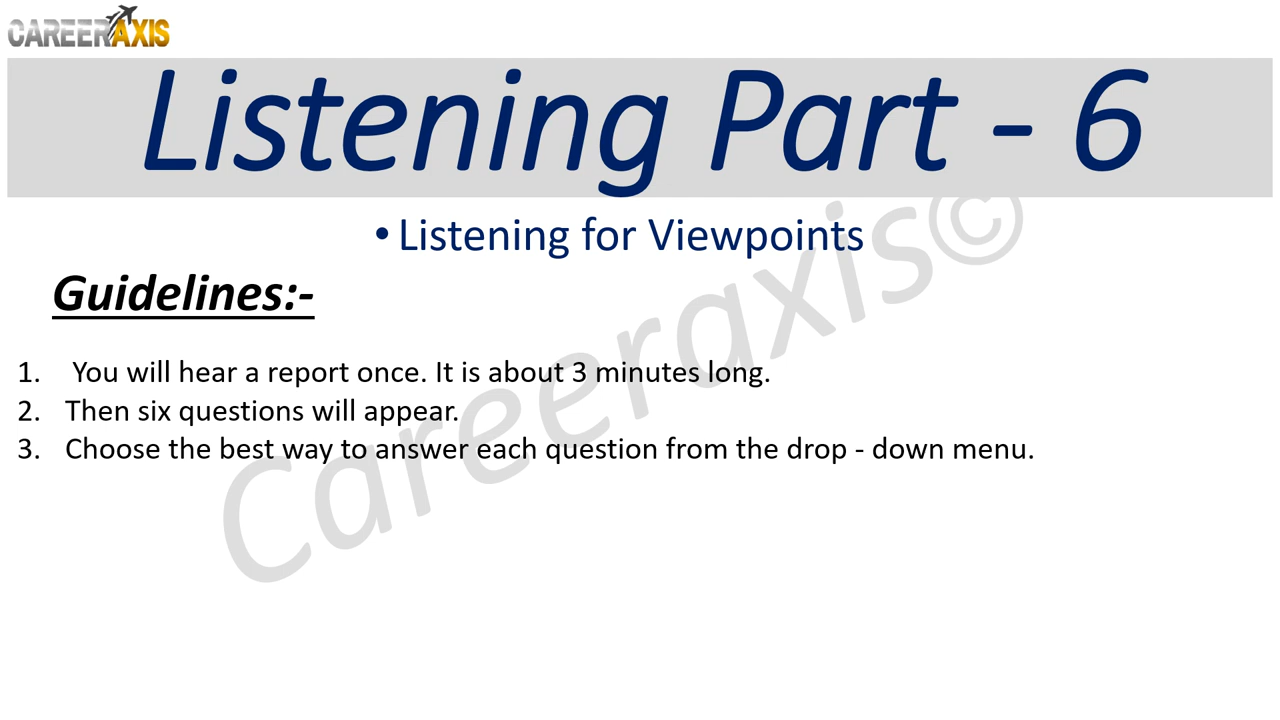 CAREERAXIS
Listening Part - 6
• Listening for Viewpoints
Guidelines:-
1. You will hear a report once. It is about 3 minutes long.
2. Then six questions will appear.
3. Choose the best way to answer each question from the drop - down menu.
Careeraxis©